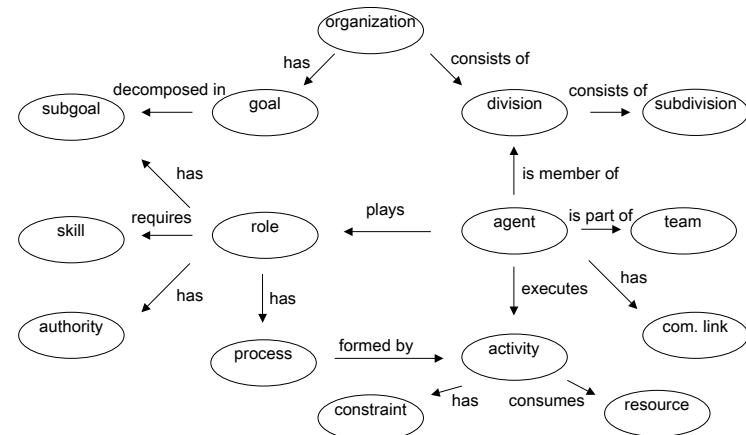 organization
has
consists of
decomposed in
consists of
subgoal
goal
division
subdivision
has
is member of
plays
requires
is part of
skill
role
agent
team
has
has
executes
has
authority
com. link
process
formed by
activity
constraint
has
consumes
resource